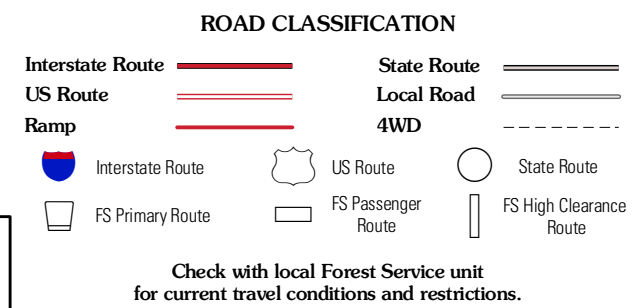 ROAD CLASSIFICATION
Interstate Route
State Route
US Route
Local Road
Ramp
4WD
Interstate Route
US Route
State Route
FS Primary Route
FS Passenger
Route
FS High Clearance
Route
Check with local Forest Service unit
for current travel conditions and restrictions.